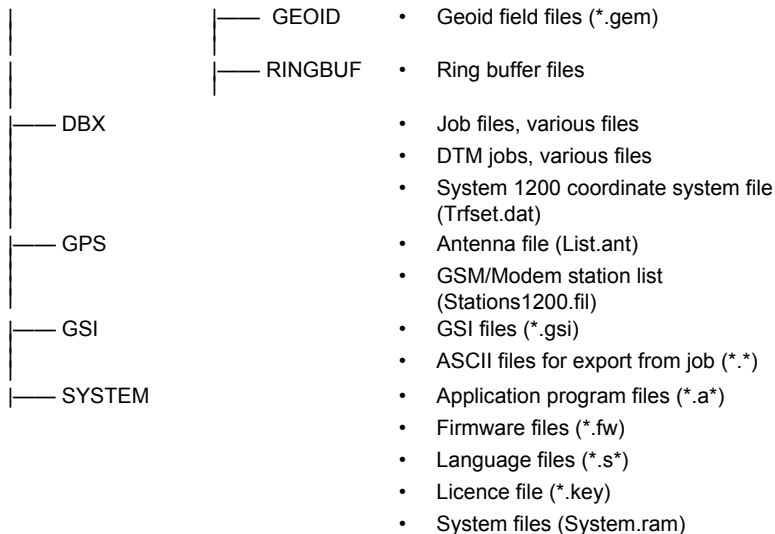 GEOID • Geoid field files (*.gem)
RINGBUF • Ring buffer files
DBX • Job files, various files
• DTM jobs, various files
• System 1200 coordinate system file
(Trfset.dat)
GPS • Antenna file (List.ant)
• GSM/Modem station list
(Stations1200.fil)
GSI • GSI files (*.gsi)
• ASCII files for export from job (*.*)
SYSTEM • Application program files (*.a*)
• Firmware files (*.fw)
• Language files (*.s*)
• Licence file (*.key)
• System files (System.ram)